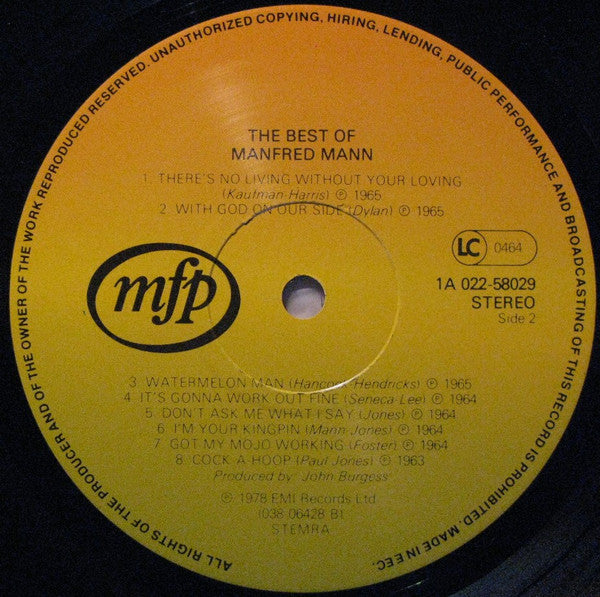 ALL RIGHTS OF THE PRODUCER AND OF THE OWNER OF THE WORK REPRODUCED RESERVED. UNAUTHORIZED COPYING, HIRING, LENDING, PUBLIC PERFORMANCE AND BROADCASTING OF THIS RECORD IS PROHIBITED. MADE IN EEC.
THE BEST OF
MANFRED MANN
1. THERE'S NO LIVING WITHOUT YOUR LOVING
(Kaufman-Harris) ℗ 1965
2. WITH GOD ON OUR SIDE (Dylan) ℗ 1965
mfp
LC 0464
1A 022-58029
STEREO
Side 2
3. WATERMELON MAN (Hancock-Hendricks) ℗ 1965
4. IT'S GONNA WORK OUT FINE (Seneca-Lee) ℗ 1964
5. DON'T ASK ME WHAT I SAY (Jones) ℗ 1964
6. I'M YOUR KINGPIN (Mann-Jones) ℗ 1964
7. GOT MY MOJO WORKING (Foster) ℗ 1964
8. COCK-A-HOOP (Paul Jones) ℗ 1963
Produced by: John Burgess
℗ 1978 EMI Records Ltd.
(038-06428 B)
STEMRA